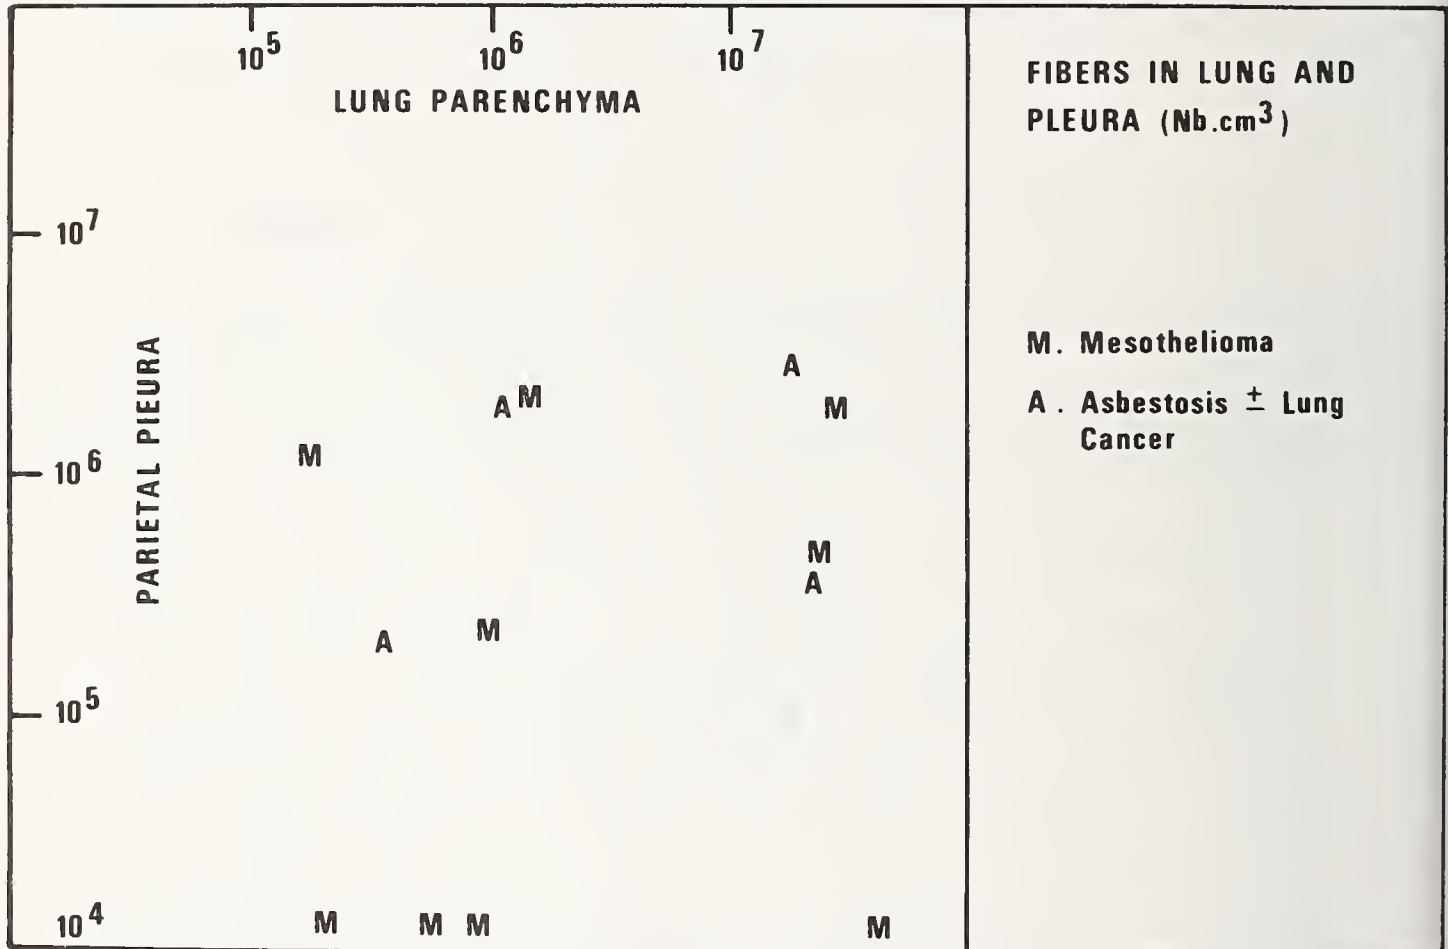 10^5 10^6 10^7
LUNG PARENCHYMA
FIBERS IN LUNG AND
PLEURA (Nb.cm^3)
10^7
PARIETAL PIEURA
M. Mesothelioma
A
A . Asbestosis ± Lung
Cancer
A M
M
M
10^6
M
A
M
A
10^5
10^4
M M M M